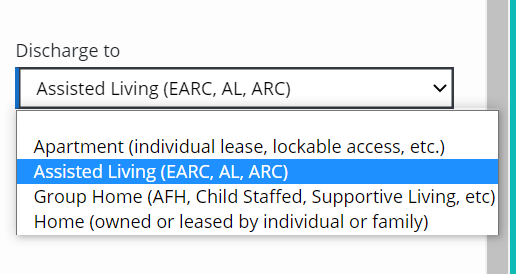 Discharge to
Assisted Living (EARC, AL, ARC)
Apartment (individual lease, lockable access, etc.)
Assisted Living (EARC, AL, ARC)
Group Home (AFH, Child Staffed, Supportive Living, etc)
Home (owned or leased by individual or family)